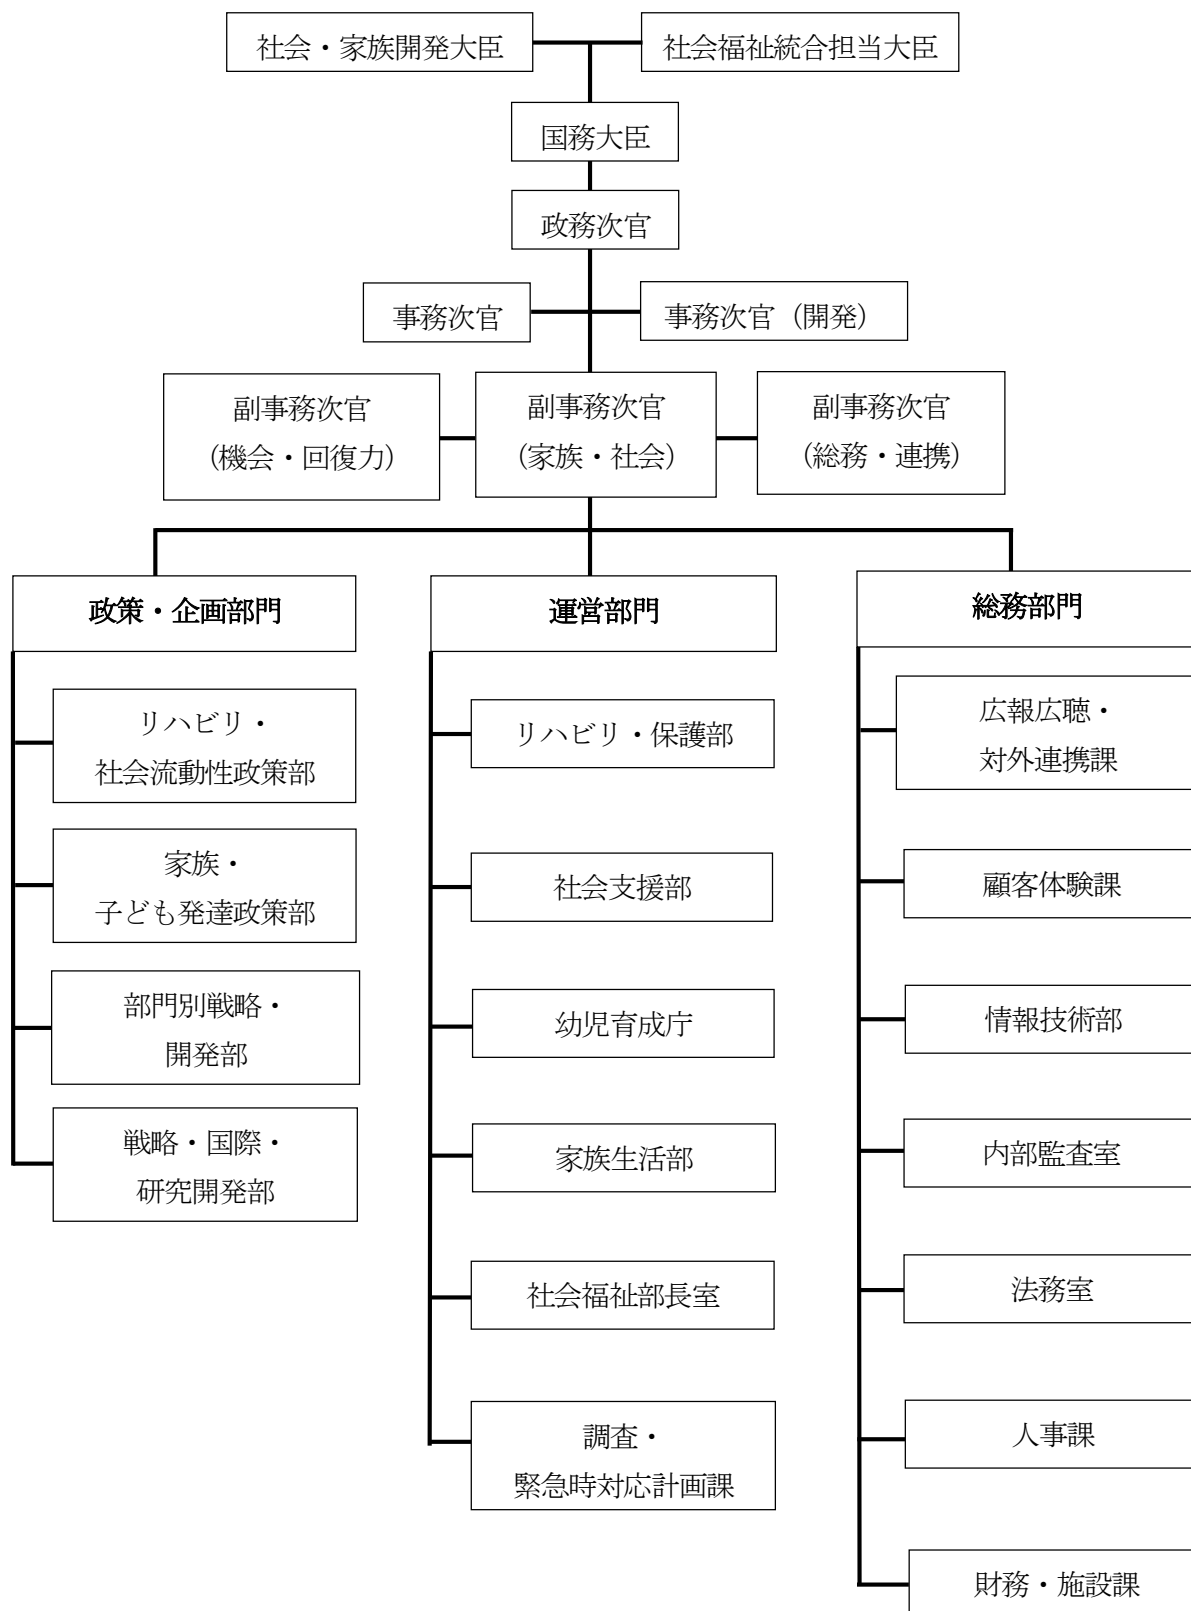 社会・家族開発大臣
社会福祉統合担当大臣
国務大臣
政務次官
事務次官
事務次官（開発）
副事務次官
（機会・回復力）
副事務次官
（家族・社会）
副事務次官
（総務・連携）
政策・企画部門
リハビリ・
社会流動性政策部
家族・
子ども発達政策部
部門別戦略・
開発部
戦略・国際・
研究開発部
運営部門
リハビリ・保護部
社会支援部
幼児育成庁
家族生活部
社会福祉部長室
調査・
緊急時対応計画課
総務部門
広報広聴・
対外連携課
顧客体験課
情報技術部
内部監査室
法務室
人事課
財務・施設課